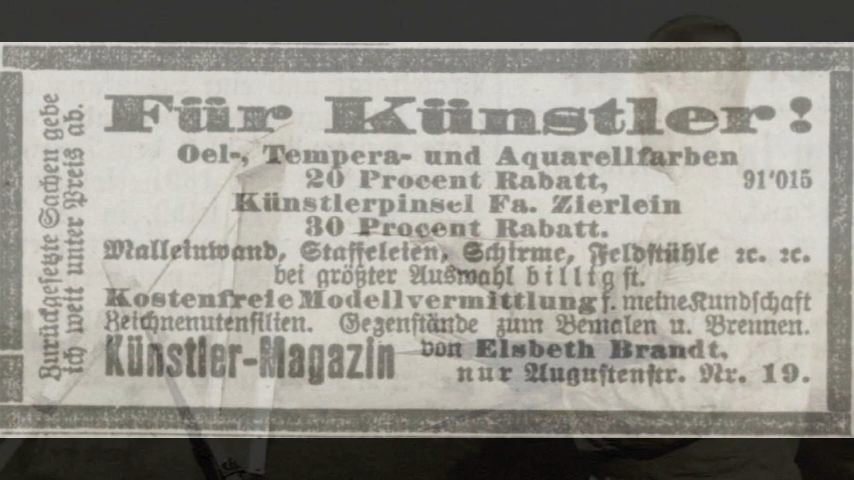 Zurückgesetzte Sachen gebe
ich weit unter Preis ab.
Für Künstler!
Oel-, Tempera- und Aquarellfarben
20 Procent Rabatt, 91'015
Künstlerpinsel Fa. Zierlein
30 Procent Rabatt.
Malleinwand, Staffeleien, Schirme, Feldstühle ꝛc. ꝛc.
bei größter Auswahl billigst.
Kostenfreie Modellvermittlung f. meine Kundschaft
Zeichnenutensilien. Gegenstände zum Bemalen u. Brennen.
Künstler-Magazin von Elsbeth Brandt,
nur Augustenstr. Nr. 19.